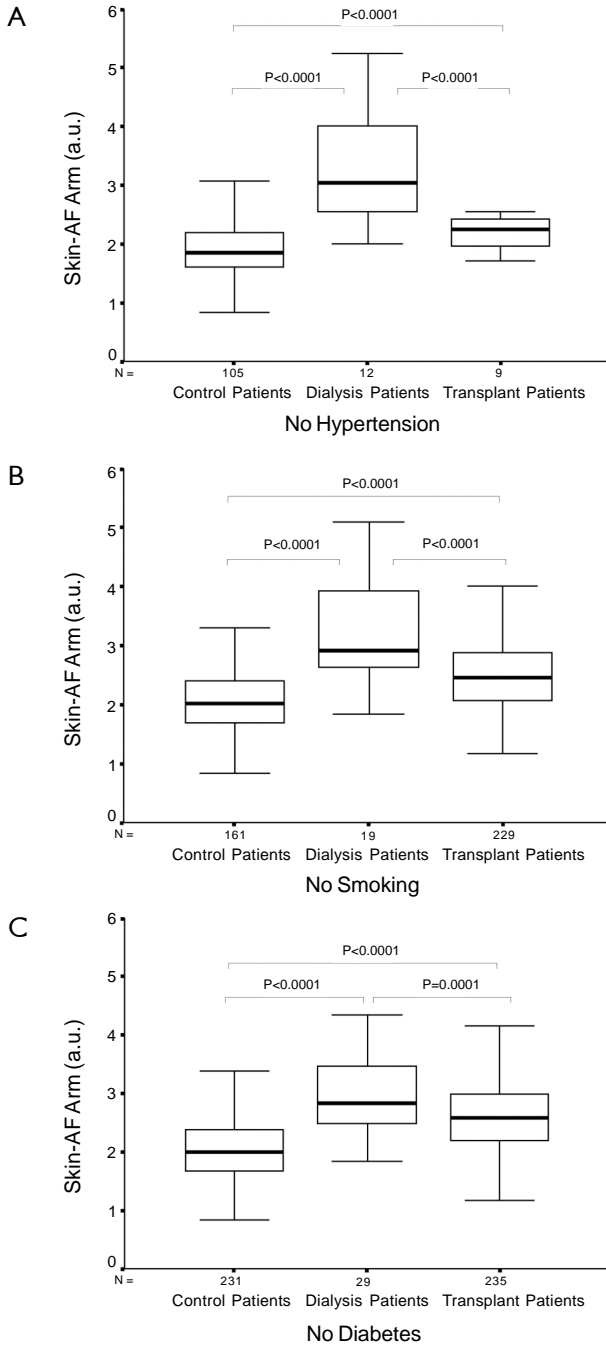 A
6
P<0.0001
5
P<0.0001
P<0.0001
4
3
2
1
0
Skin-AF Arm (a.u.)
N =
105
12
9
Control Patients
Dialysis Patients
Transplant Patients
No Hypertension
B
6
P<0.0001
5
P<0.0001
P<0.0001
4
3
2
1
0
Skin-AF Arm (a.u.)
N =
161
19
229
Control Patients
Dialysis Patients
Transplant Patients
No Smoking
C
6
P<0.0001
5
P<0.0001
P=0.0001
4
3
2
1
0
Skin-AF Arm (a.u.)
N =
231
29
235
Control Patients
Dialysis Patients
Transplant Patients
No Diabetes